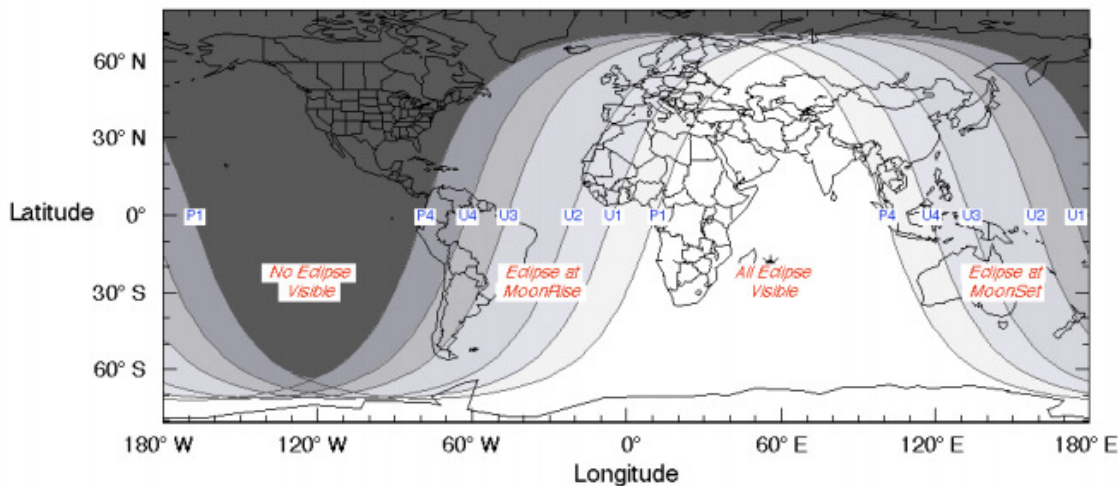 60° N
30° N
Latitude
0°
30° S
60° S
P1
P4
U4
U3
U2
U1
P1
P4
U4
U3
U2
U1
No Eclipse
Visible
Eclipse at
MoonRise
All Eclipse
Visible
Eclipse at
MoonSet
180° W
120° W
60° W
0°
60° E
120° E
180° E
Longitude